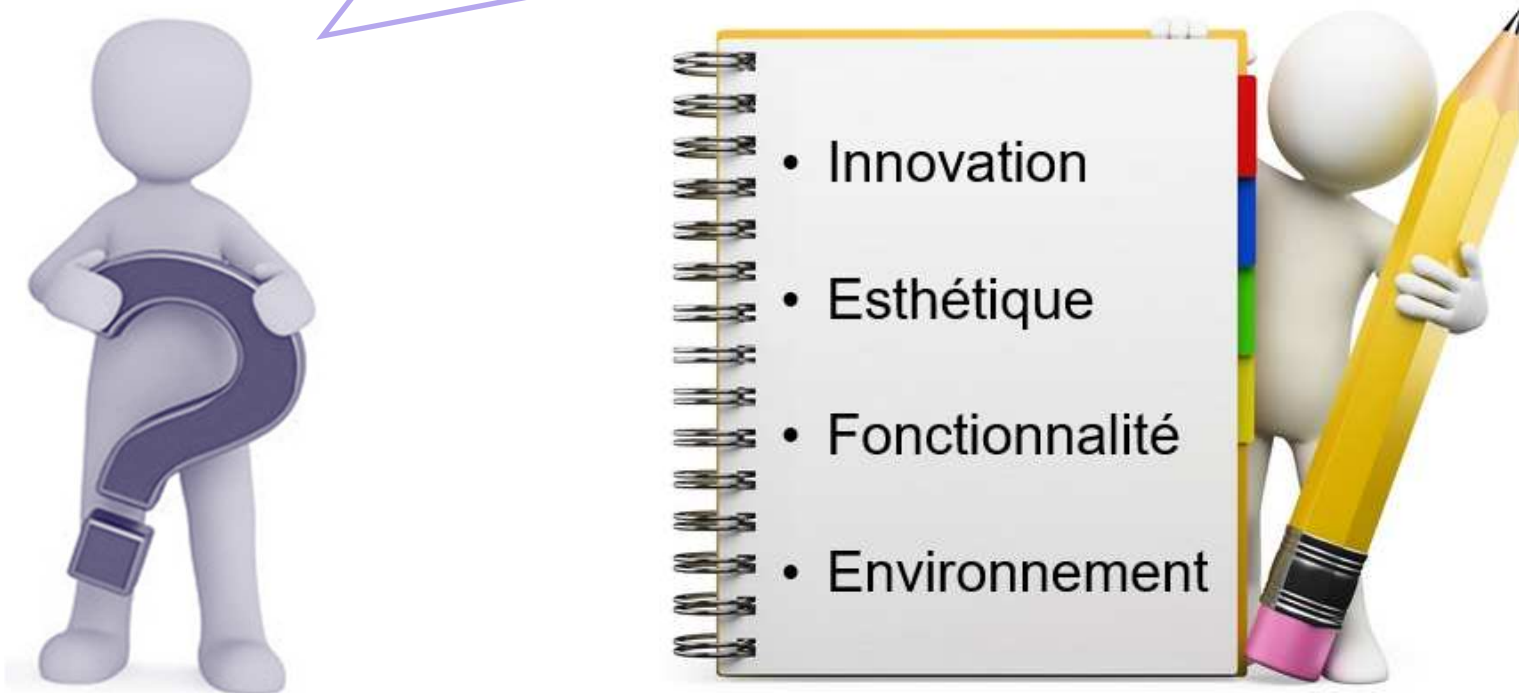 • Innovation
• Esthétique
• Fonctionnalité
• Environnement